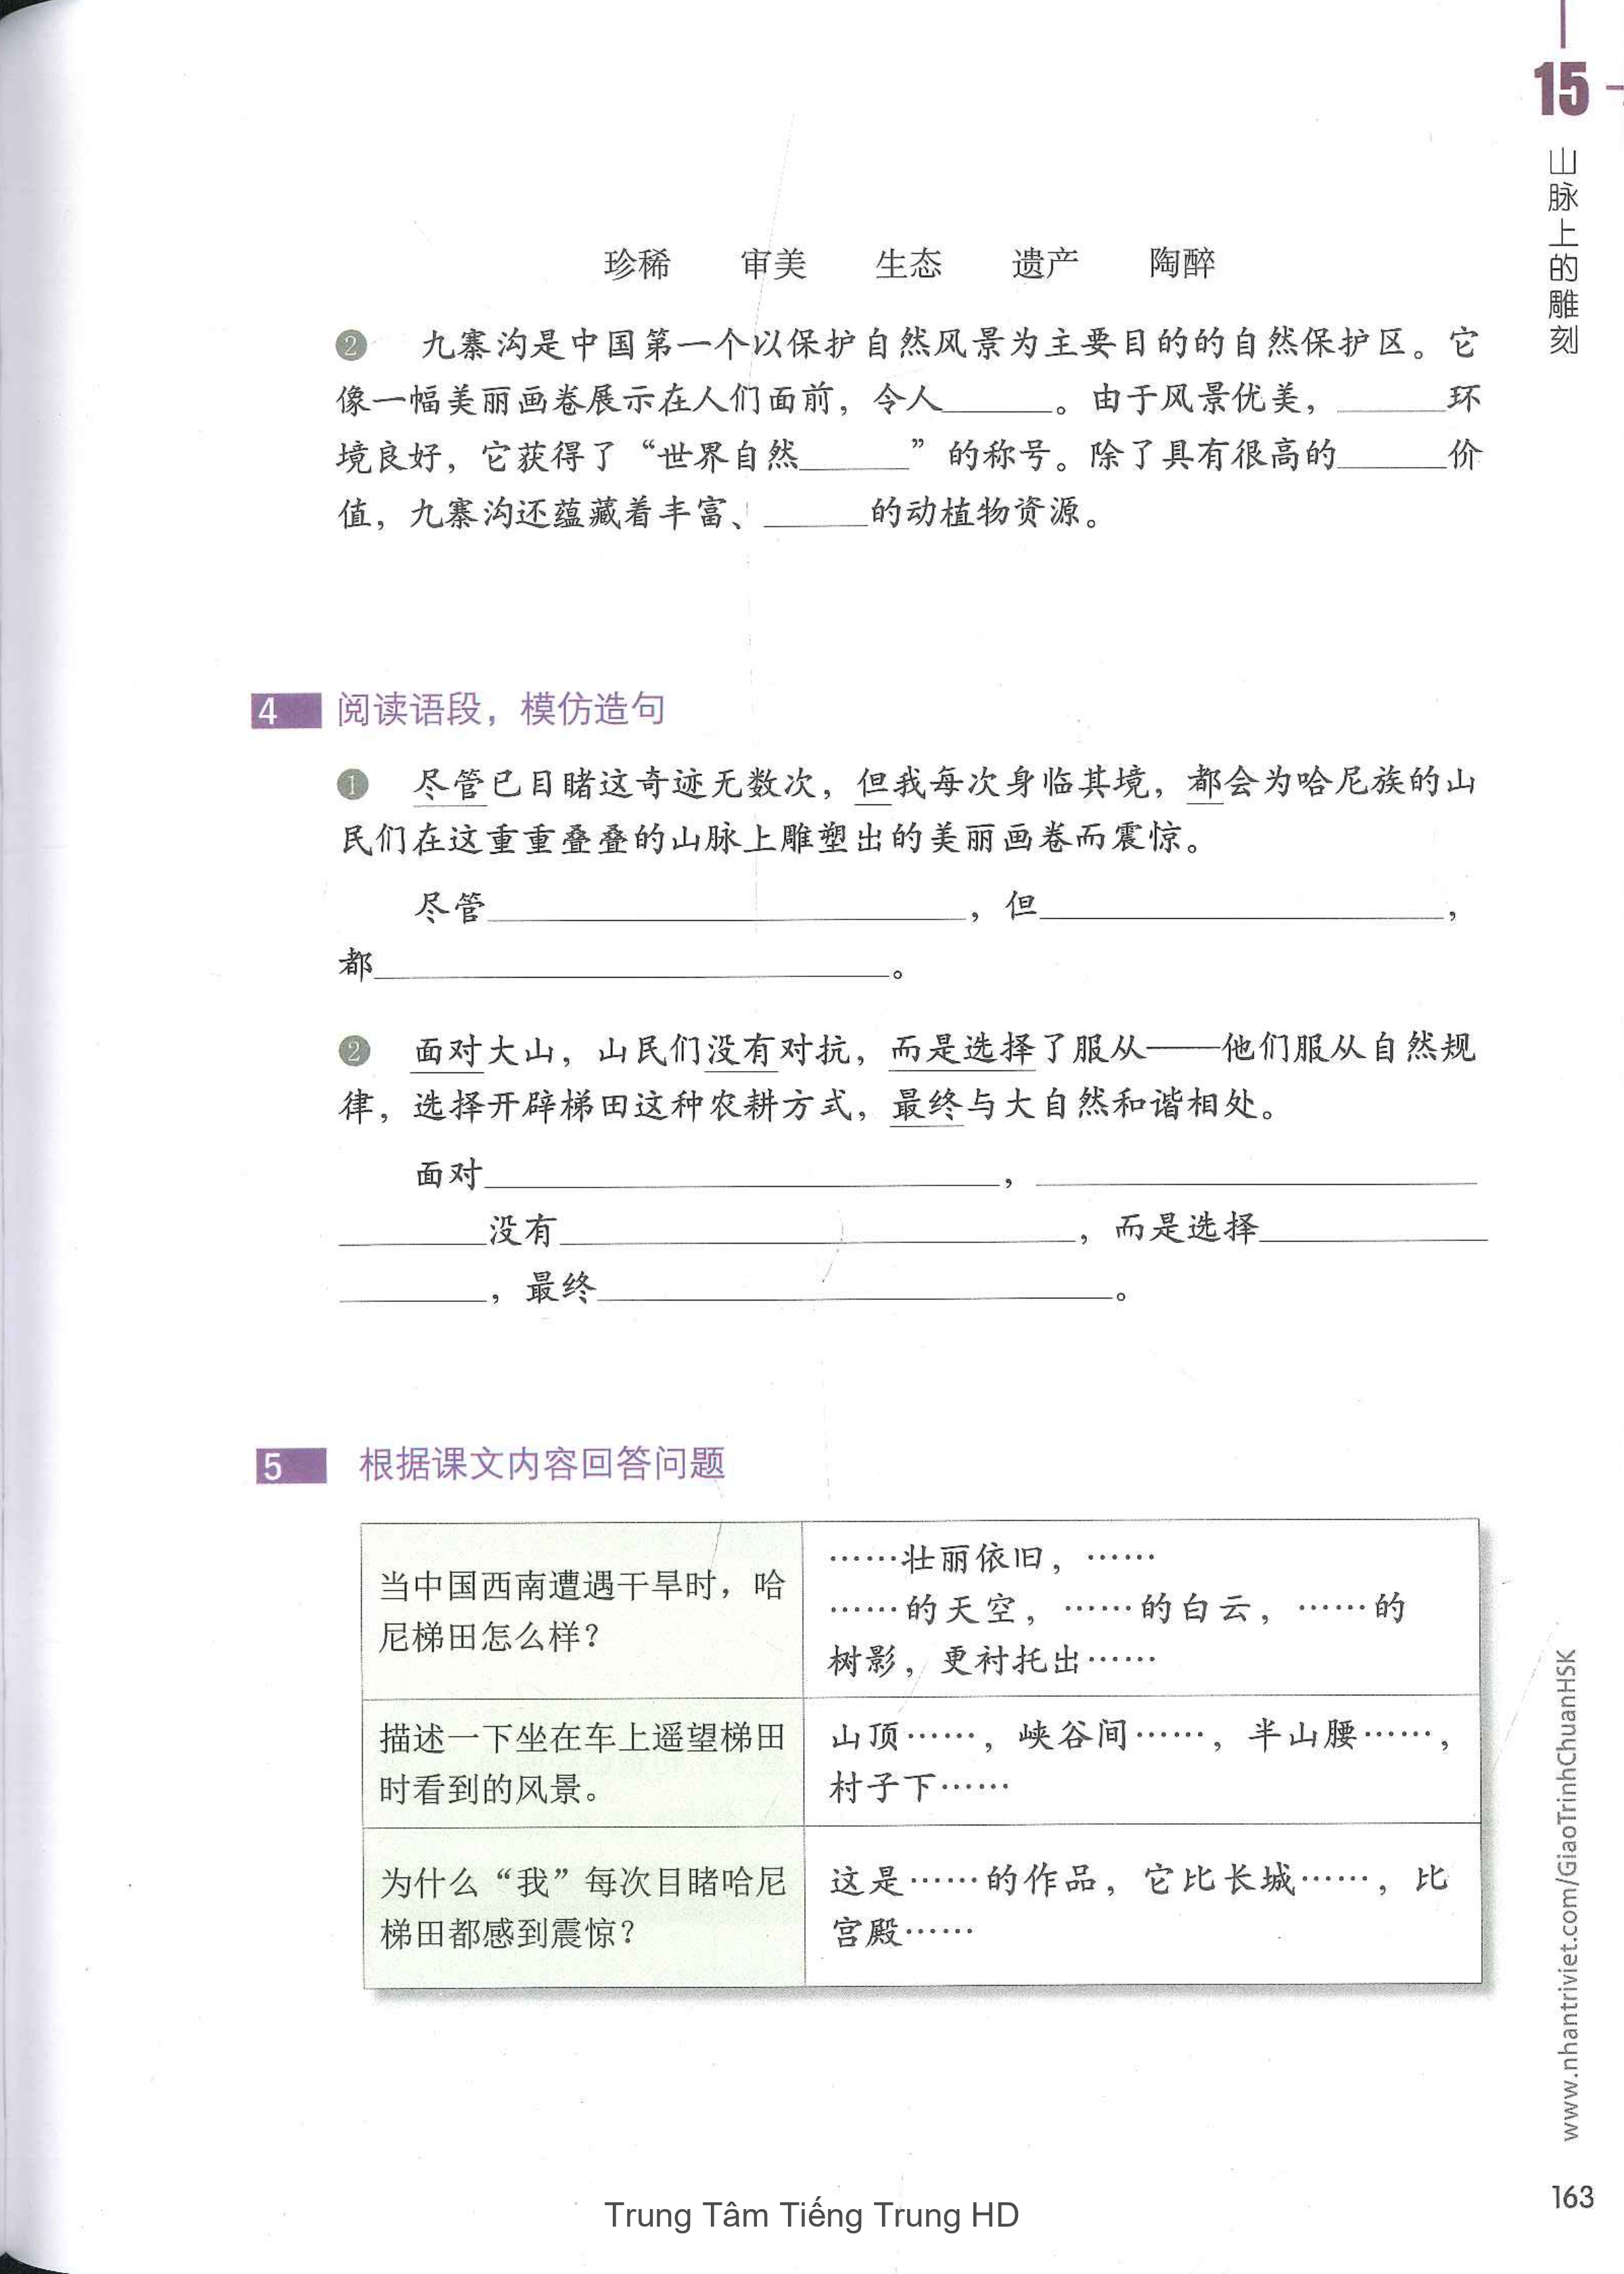 15
山脉上的雕刻
珍稀 审美 生态 遗产 陶醉
2 九寨沟是中国第一个以保护自然风景为主要目的的自然保护区。它
像一幅美丽画卷展示在人们面前，令人______。由于风景优美，______环
境良好，它获得了“世界自然______”的称号。除了具有很高的______价
值，九寨沟还蕴藏着丰富、______的动植物资源。
4 阅读语段，模仿造句
1 尽管已目睹这奇迹无数次，但我每次身临其境，都会为哈尼族的山
民们在这重重叠叠的山脉上雕塑出的美丽画卷而震惊。
尽管______，但______，
都______。
2 面对大山，山民们没有对抗，而是选择了服从——他们服从自然规
律，选择开辟梯田这种农耕方式，最终与大自然和谐相处。
面对______，______
______没有______，而是选择______
______，最终______。
5 根据课文内容回答问题
当中国西南遭遇干旱时，哈
尼梯田怎么样？
……壮丽依旧，……
……的天空，……的白云，……的
树影，更衬托出……
描述一下坐在车上遥望梯田
时看到的风景。
山顶……，峡谷间……，半山腰……，
村子下……
为什么“我”每次目睹哈尼
梯田都感到震惊？
这是……的作品，它比长城……，比
宫殿……
www.nhantriviet.com/GiaoTrinhChuanHSK
163
Trung Tâm Tiếng Trung HD